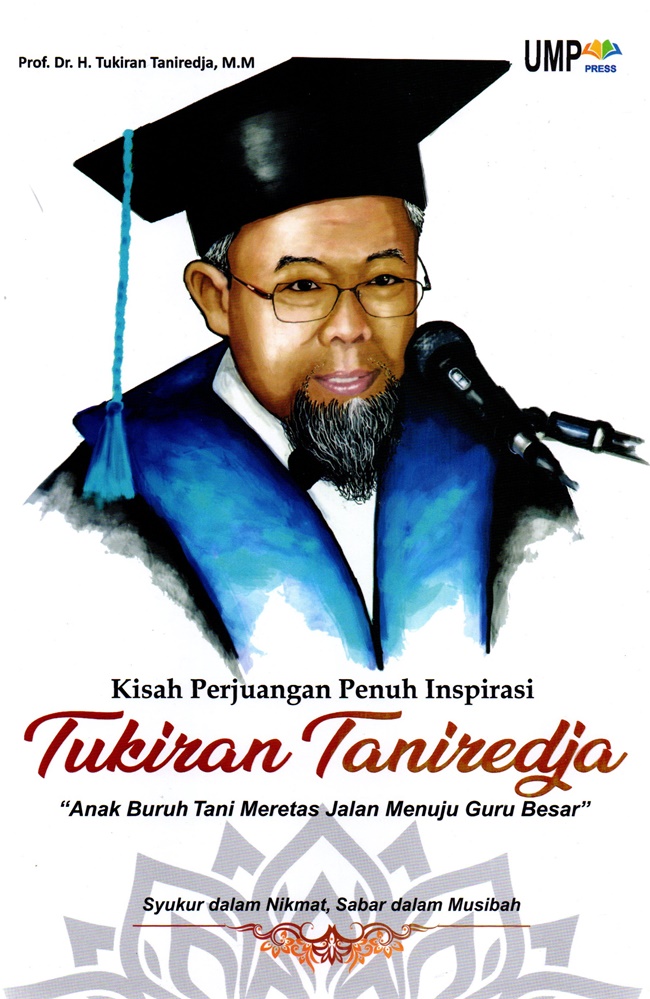 Prof. Dr. H. Tukiran Taniredja, M.M
UMP
PRESS
Kisah Perjuangan Penuh Inspirasi
Tukiran Taniredja
“Anak Buruh Tani Meretas Jalan Menuju Guru Besar”
Syukur dalam Nikmat, Sabar dalam Musibah